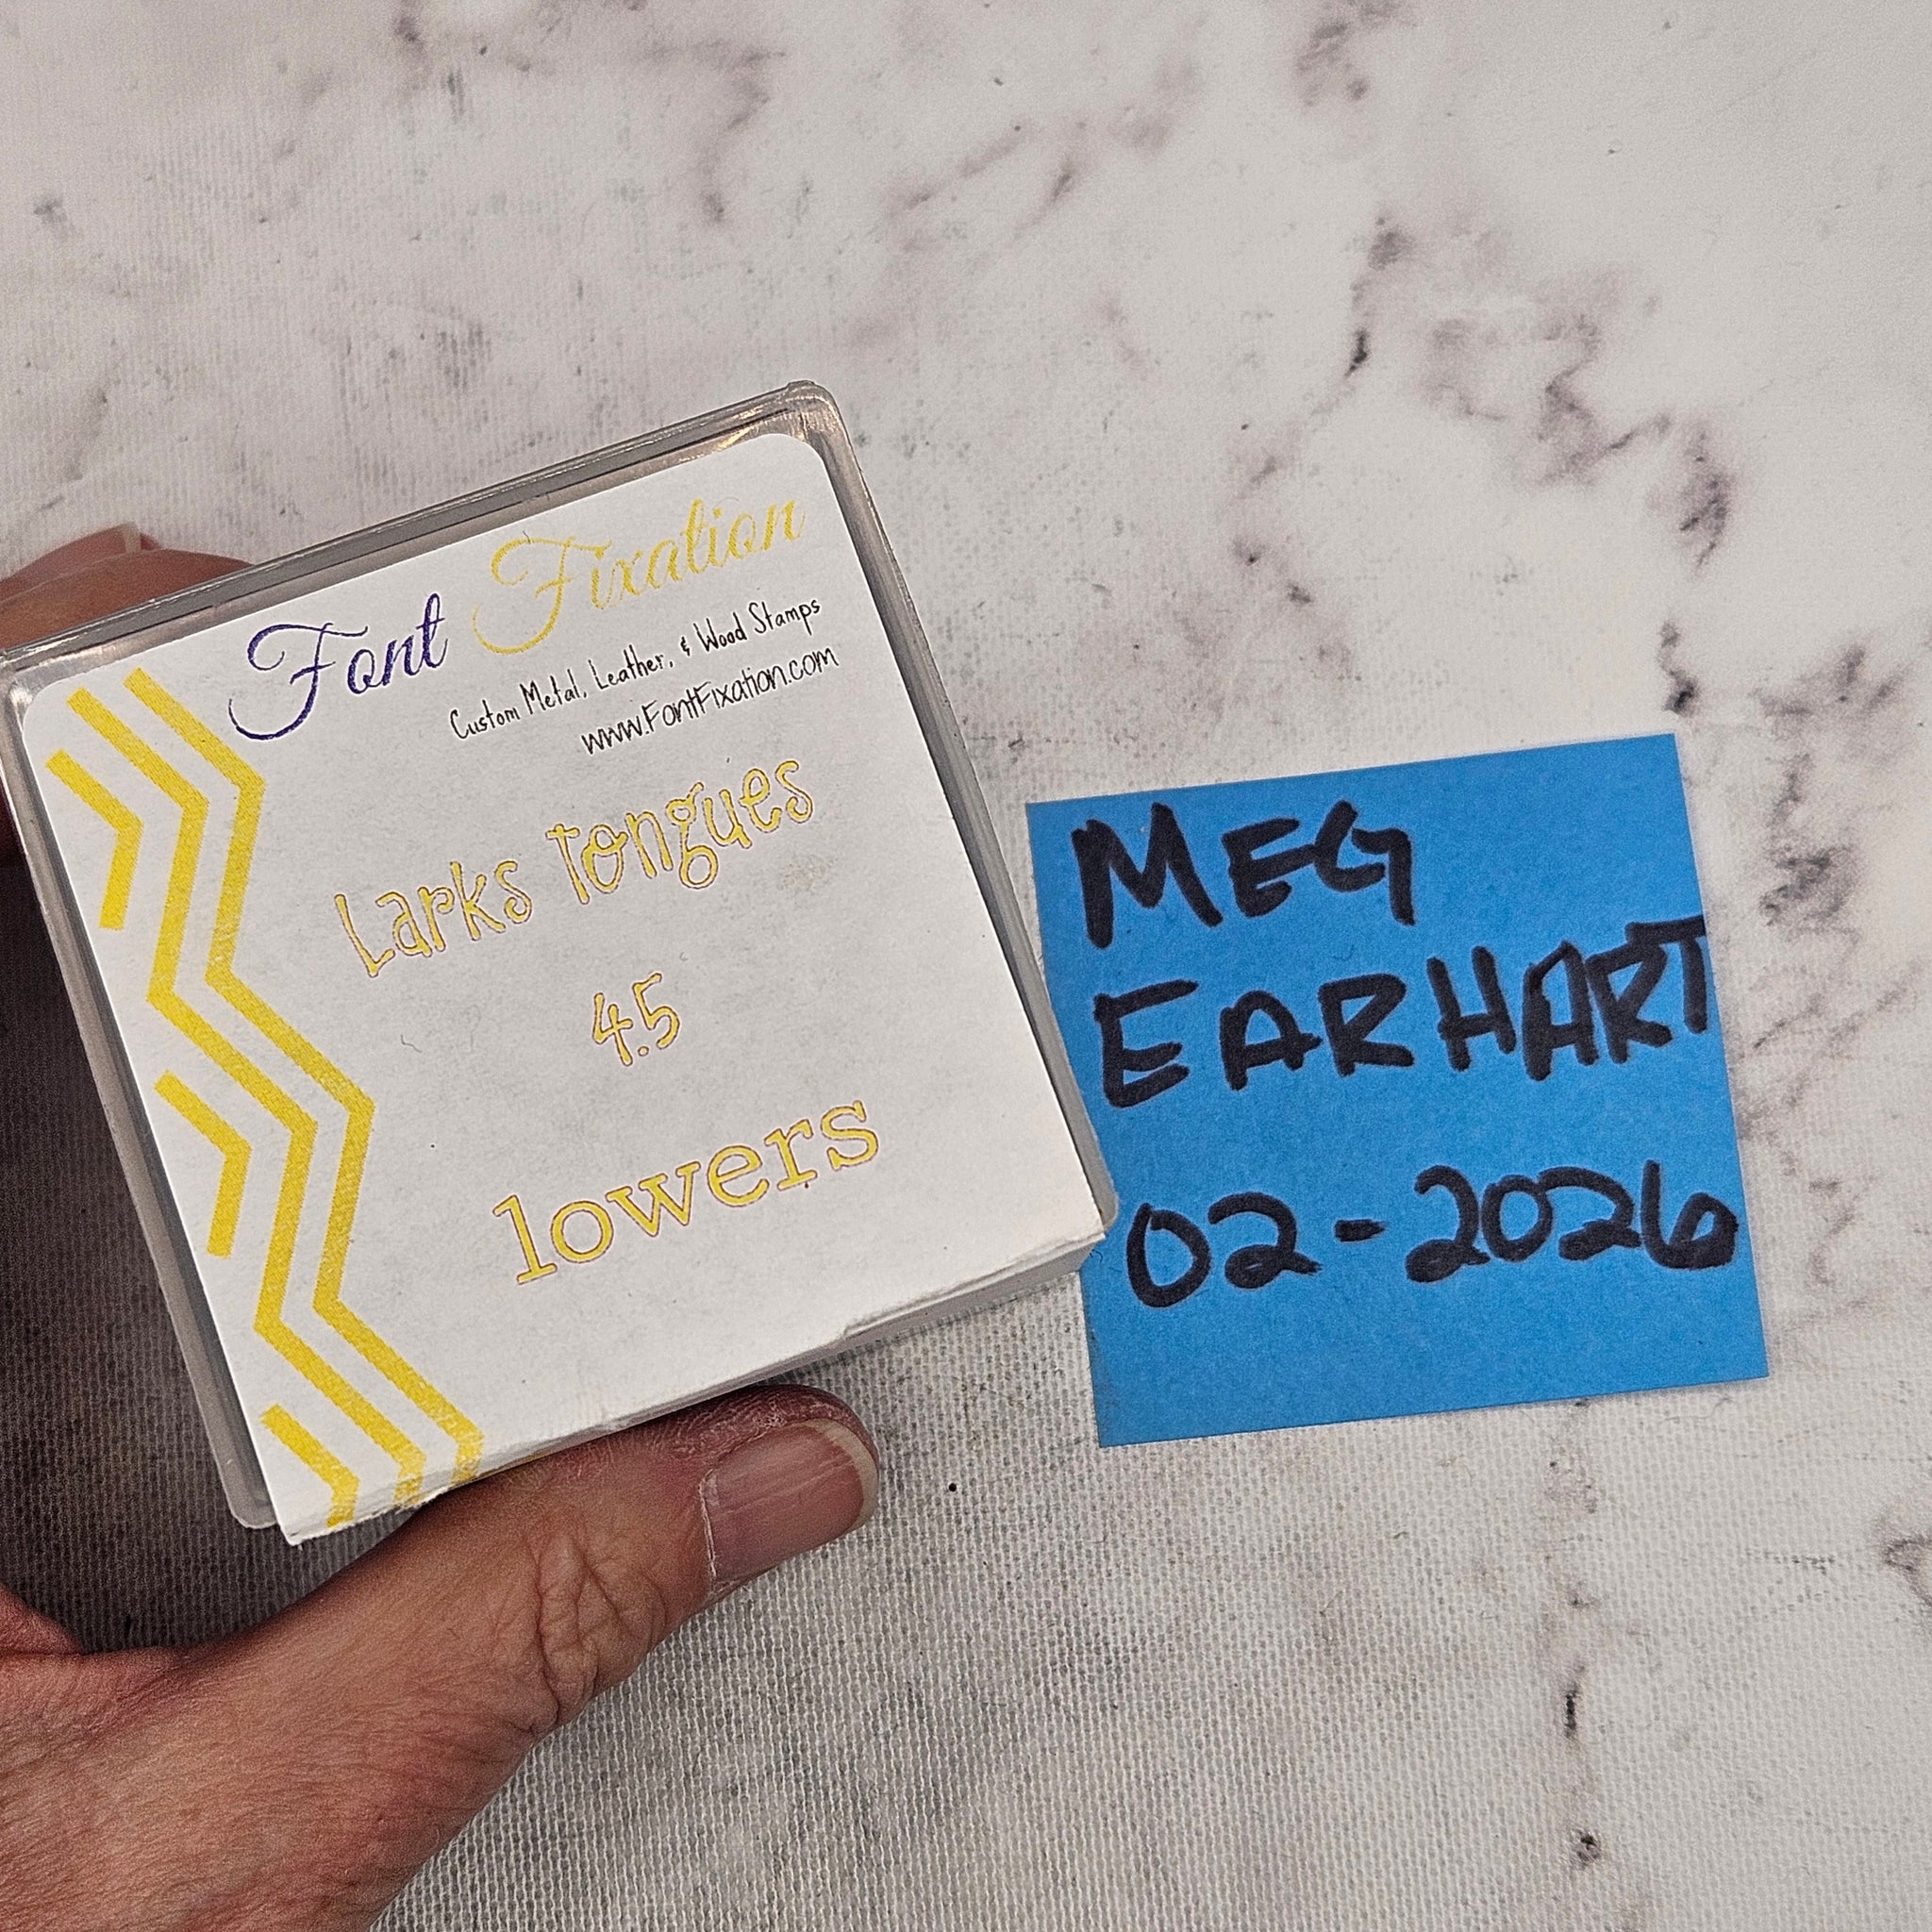 Font Fixation
Custom Metal, Leather, & Wood Stamps
www.FontFixation.com
Larks Tongues
4.5
lowers
MEG
EARHART
02-2026